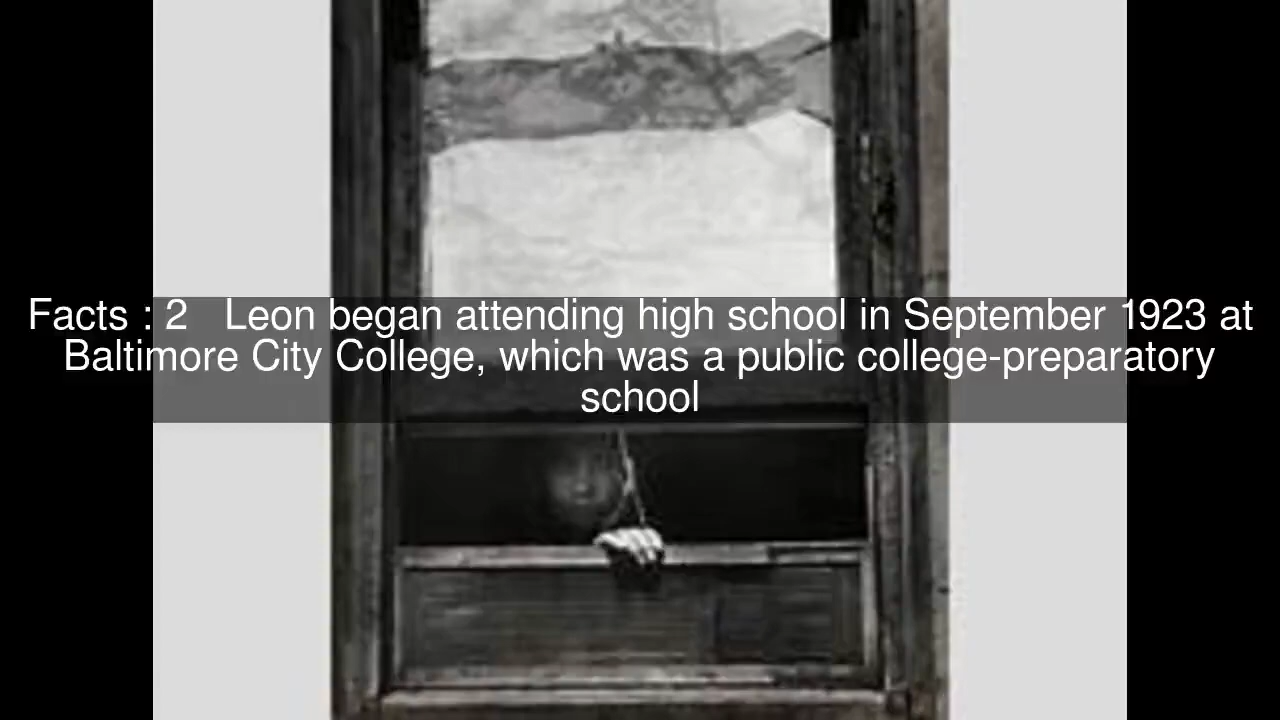 Facts : 2 Leon began attending high school in September 1923 at
Baltimore City College, which was a public college-preparatory
school